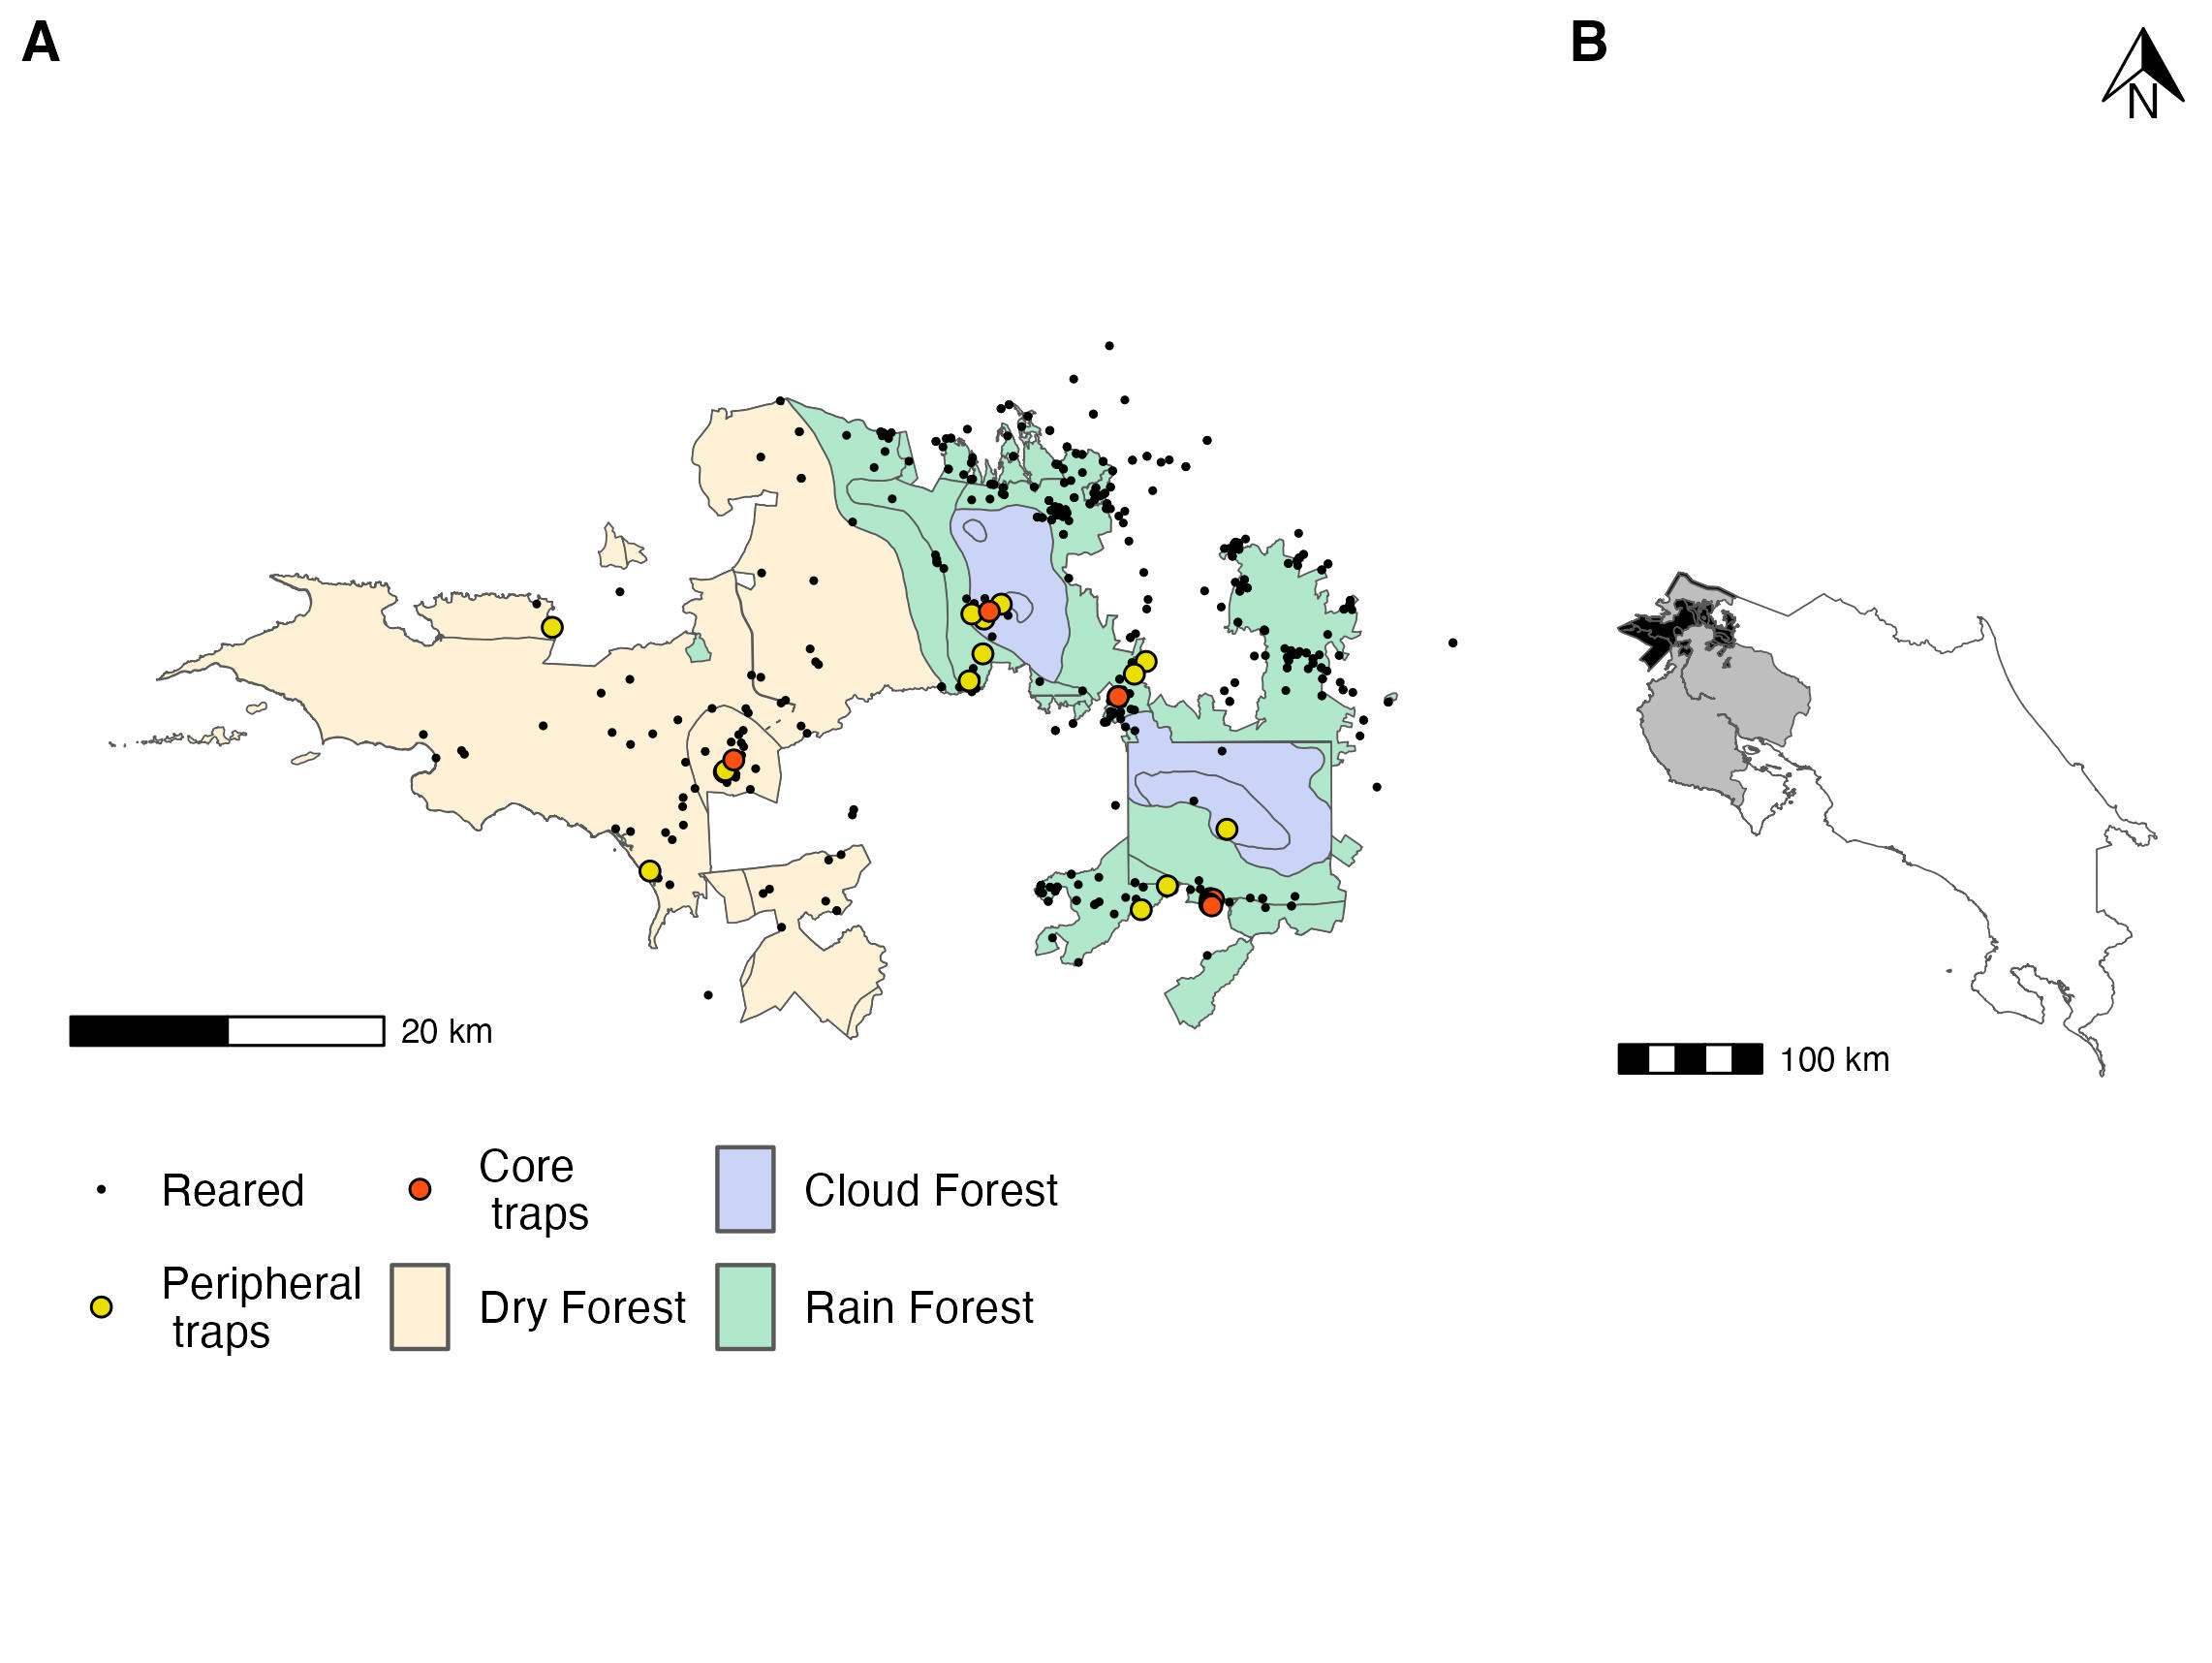 A
B
N
20 km
100 km
Reared
Core
traps
Cloud Forest
Peripheral
traps
Dry Forest
Rain Forest